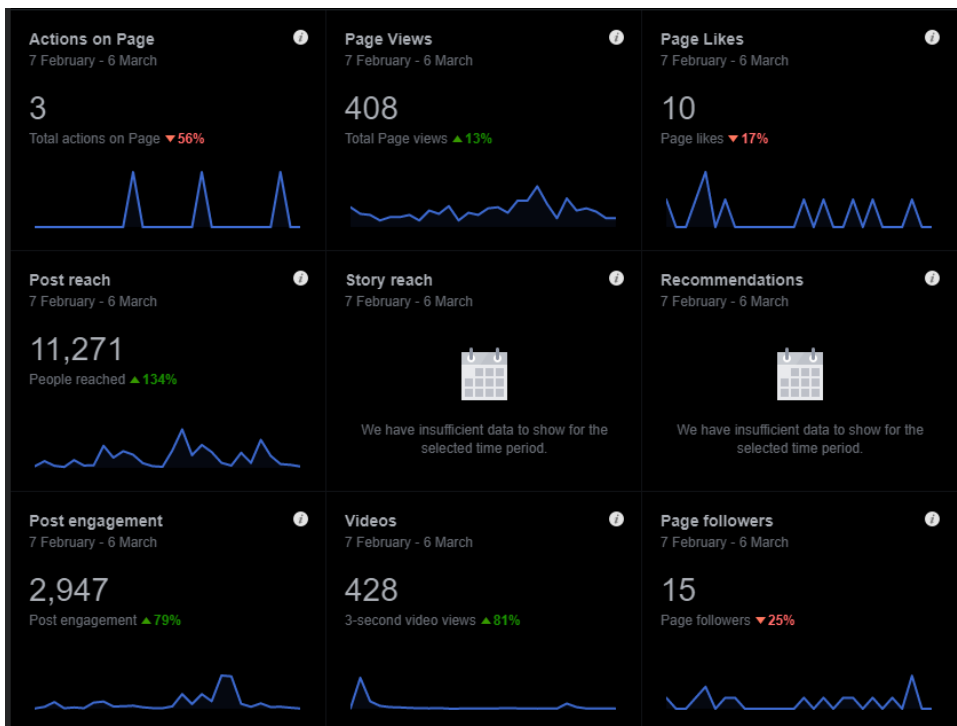 Actions on Page
7 February - 6 March
3
Total actions on Page ▼56%
Page Views
7 February - 6 March
408
Total Page views ▲13%
Page Likes
7 February - 6 March
10
Page likes ▼17%
Post reach
7 February - 6 March
11,271
People reached ▲134%
Story reach
7 February - 6 March
We have insufficient data to show for the
selected time period.
Recommendations
7 February - 6 March
We have insufficient data to show for the
selected time period.
Post engagement
7 February - 6 March
2,947
Post engagement ▲79%
Videos
7 February - 6 March
428
3-second video views ▲81%
Page followers
7 February - 6 March
15
Page followers ▼25%